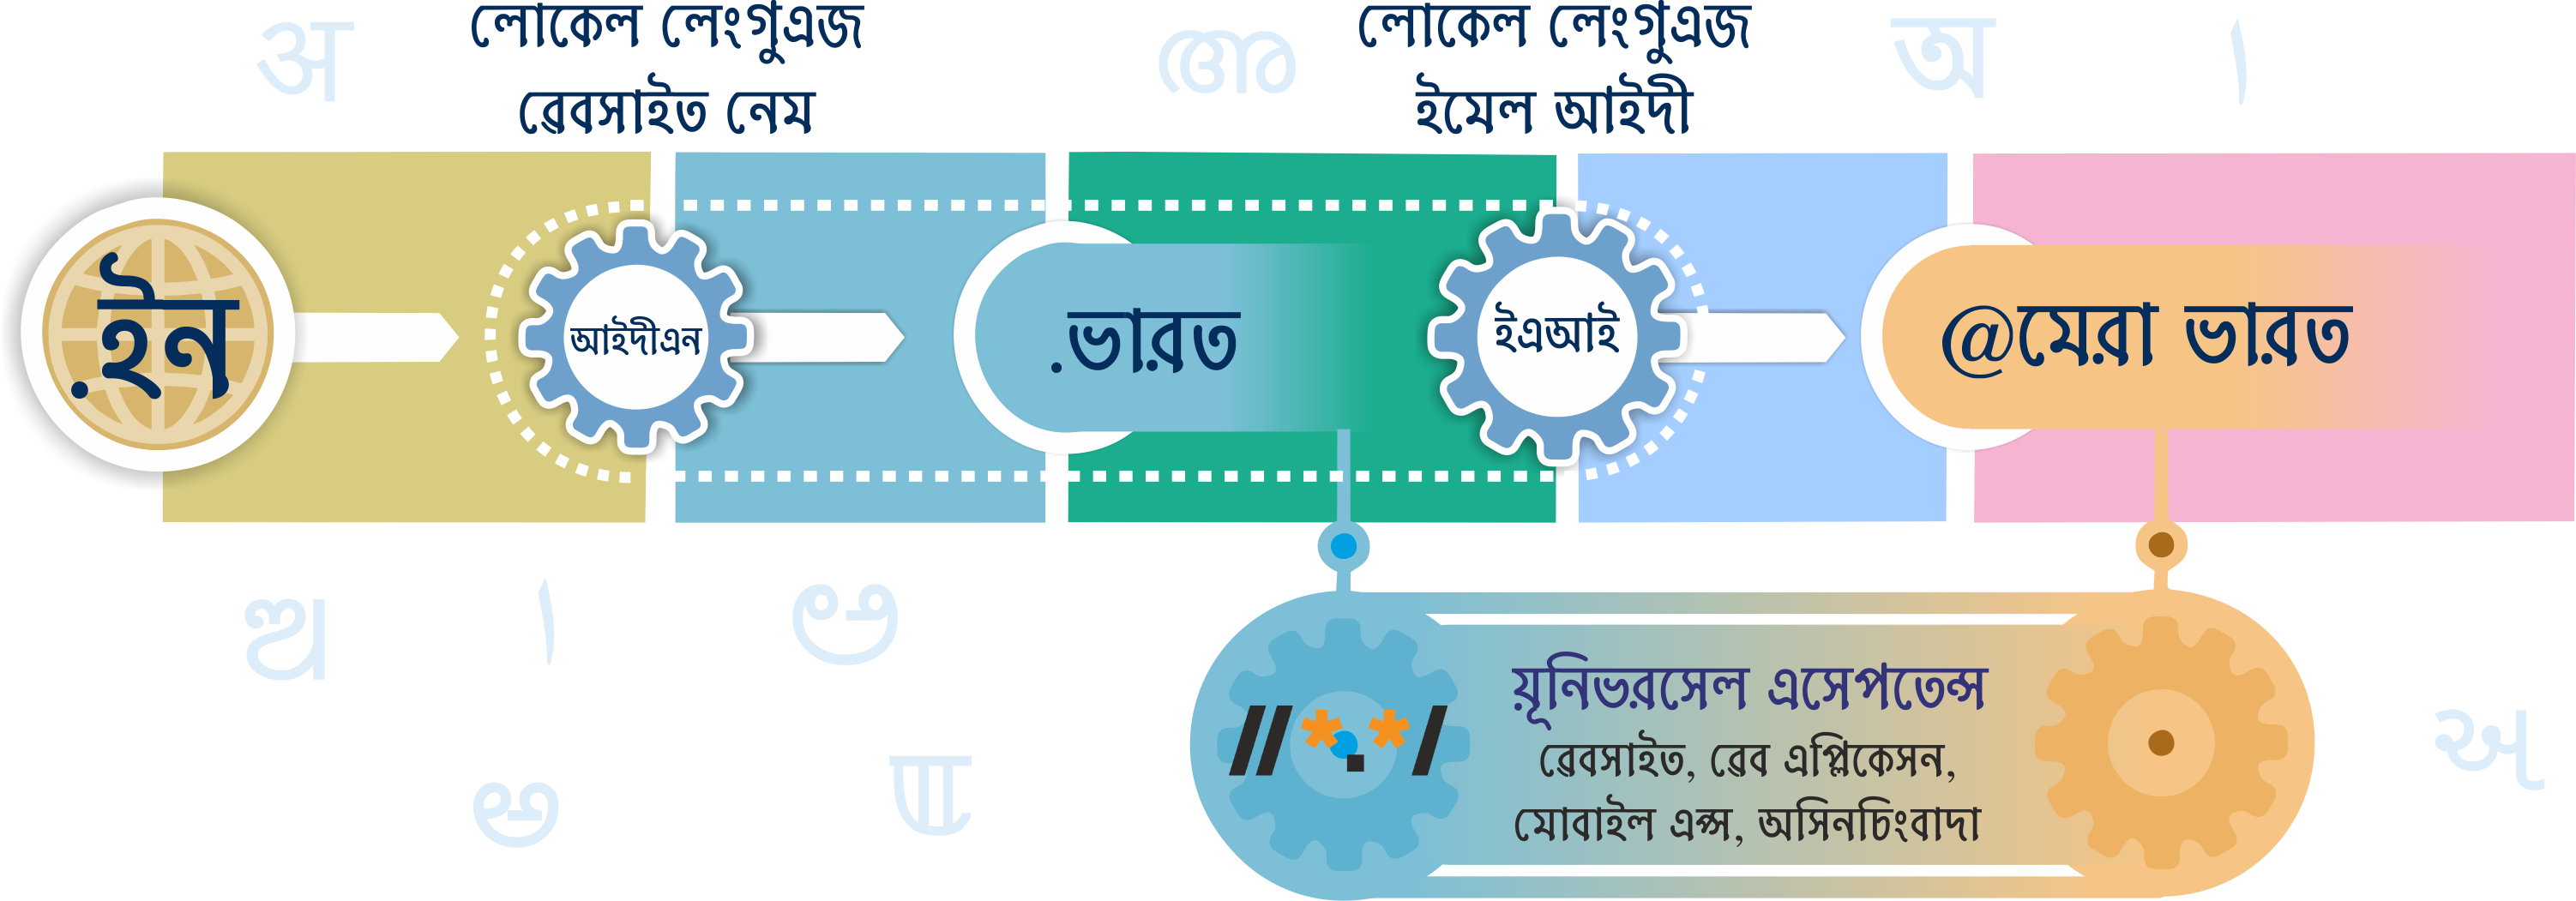 अ
അ
অ
ا
লোকেল লেংগুএজ
ৱেবসাইত নেম
লোকেল লেংগুএজ
ইমেল আইদী
.ইন
আইদীএন
.ভারত
ইএআই
@মেরা ভারত
ଅ
ا
అ
ಅ
અ
//*.*/
য়ূনিভরসেল এসেপতেন্স
ৱেবসাইত, ৱেব এপ্লিকেসন,
মোবাইল এপ্স, অসিনচিংবাদা